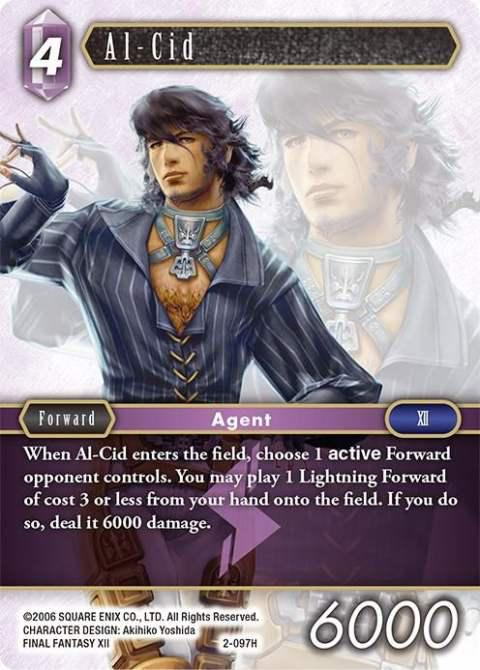 4
Al-Cid
Forward
Agent
XII
When Al-Cid enters the field, choose 1 active Forward
opponent controls. You may play 1 Lightning Forward
of cost 3 or less from your hand onto the field. If you do
so, deal it 6000 damage.
©2006 SQUARE ENIX CO., LTD. All Rights Reserved.
CHARACTER DESIGN: Akihiko Yoshida
FINAL FANTASY XII
2-097H
6000